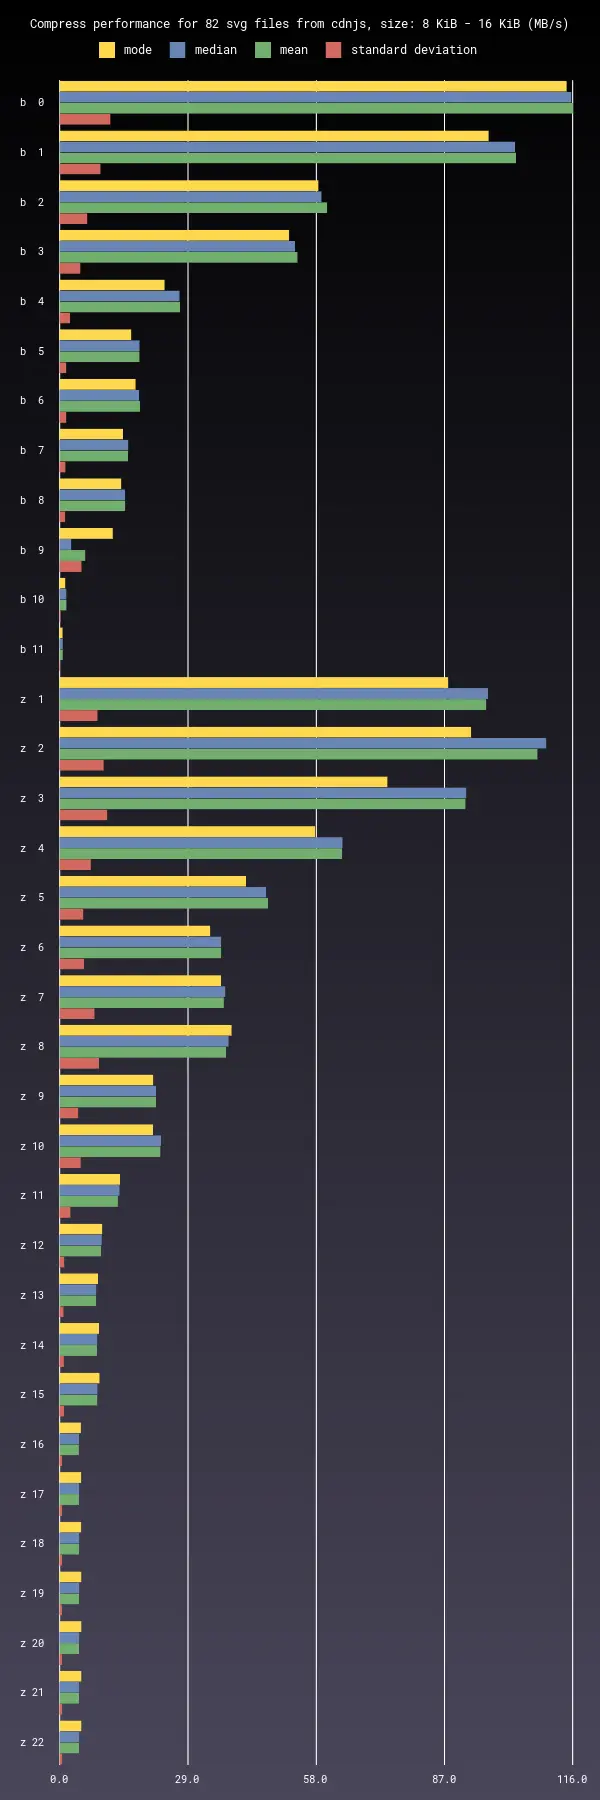 Compress performance for 82 svg files from cdnjs, size: 8 KiB - 16 KiB (MB/s)
mode median mean standard deviation
b 0
b 1
b 2
b 3
b 4
b 5
b 6
b 7
b 8
b 9
b 10
b 11
z 1
z 2
z 3
z 4
z 5
z 6
z 7
z 8
z 9
z 10
z 11
z 12
z 13
z 14
z 15
z 16
z 17
z 18
z 19
z 20
z 21
z 22
0.0 29.0 58.0 87.0 116.0